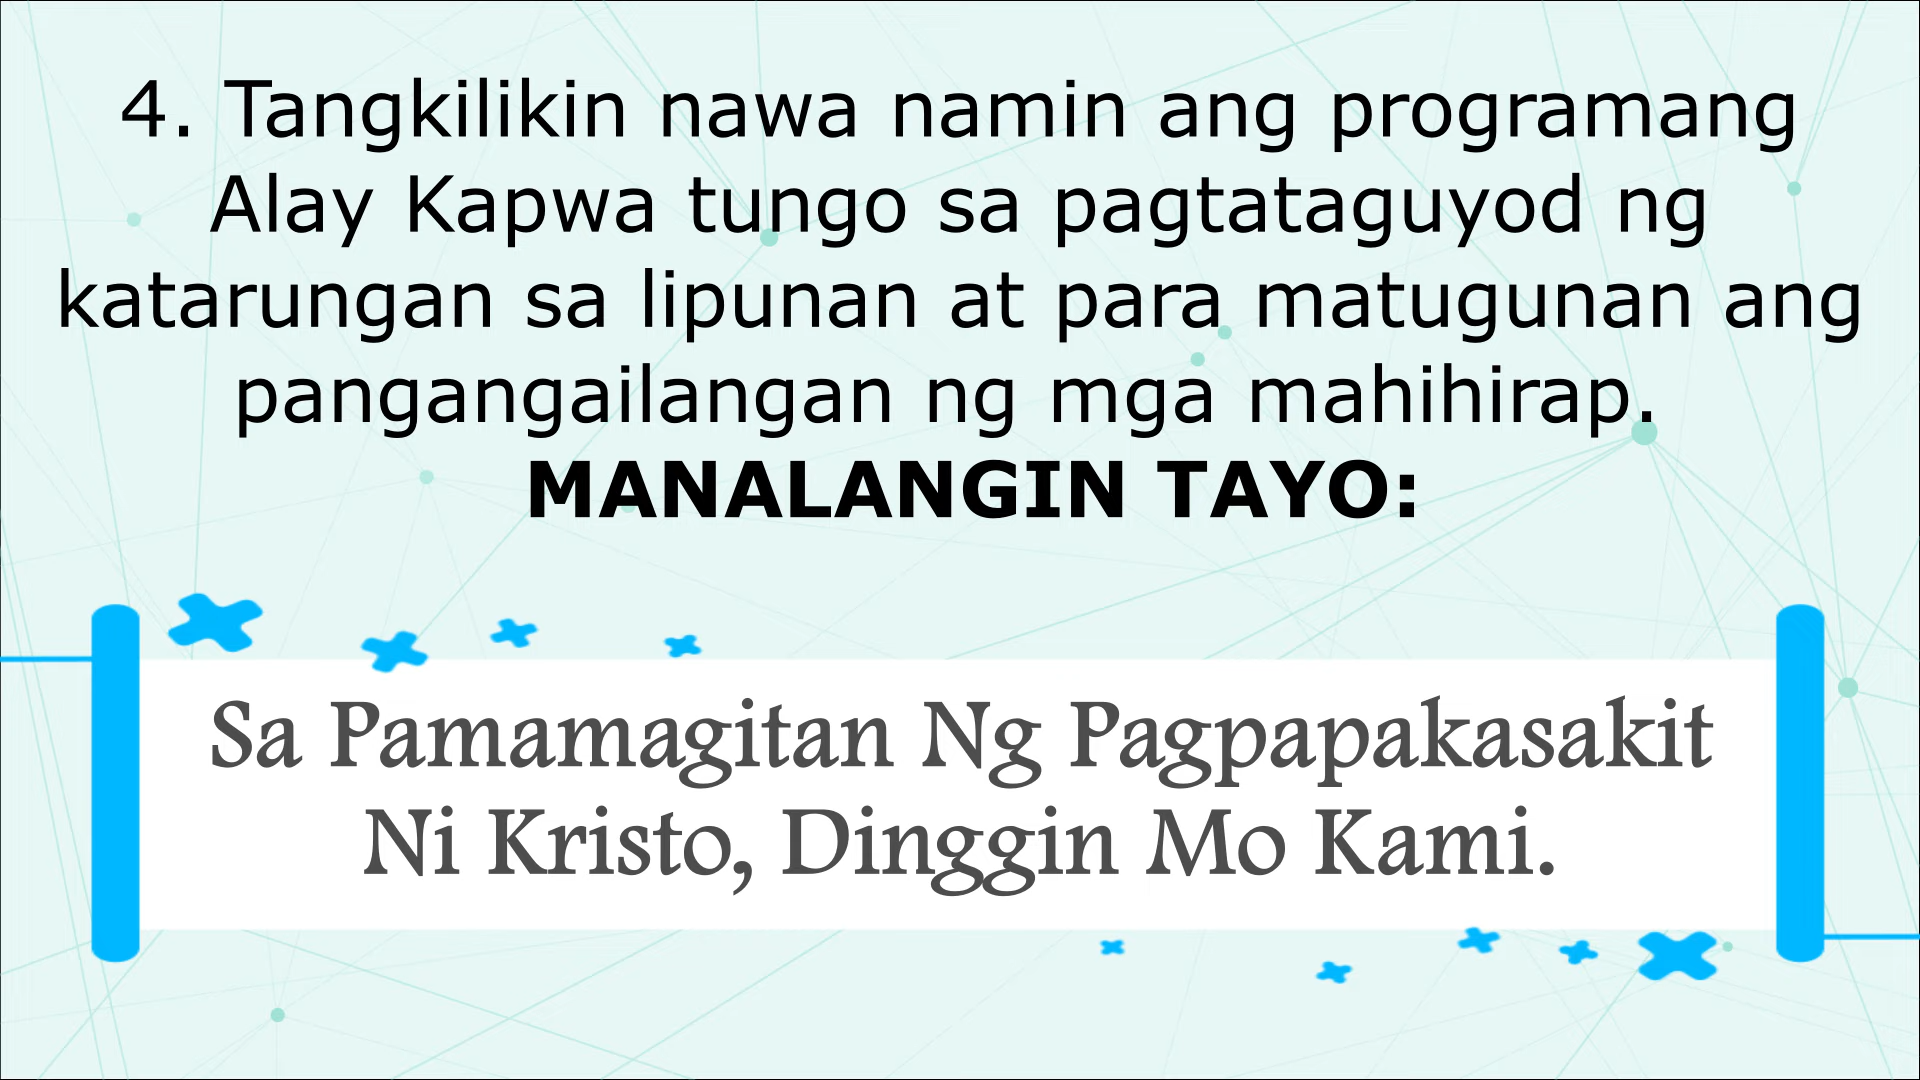 4. Tangkilikin nawa namin ang programang
Alay Kapwa tungo sa pagtataguyod ng
katarungan sa lipunan at para matugunan ang
pangangailangan ng mga mahihirap.
MANALANGIN TAYO:
Sa Pamamagitan Ng Pagpapakasakit
Ni Kristo, Dinggin Mo Kami.